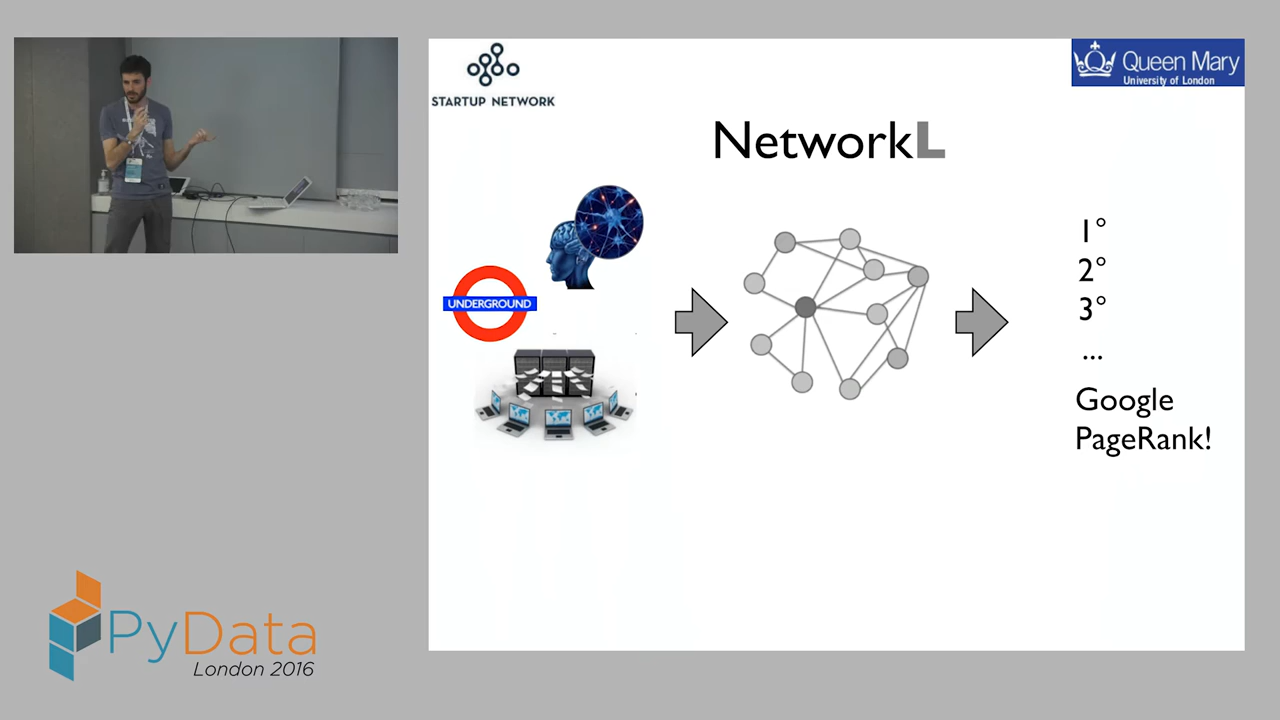 STARTUP NETWORK
Queen Mary
University of London
NetworkL
UNDERGROUND
1°
2°
3°
...
Google
PageRank!
PyData
London 2016